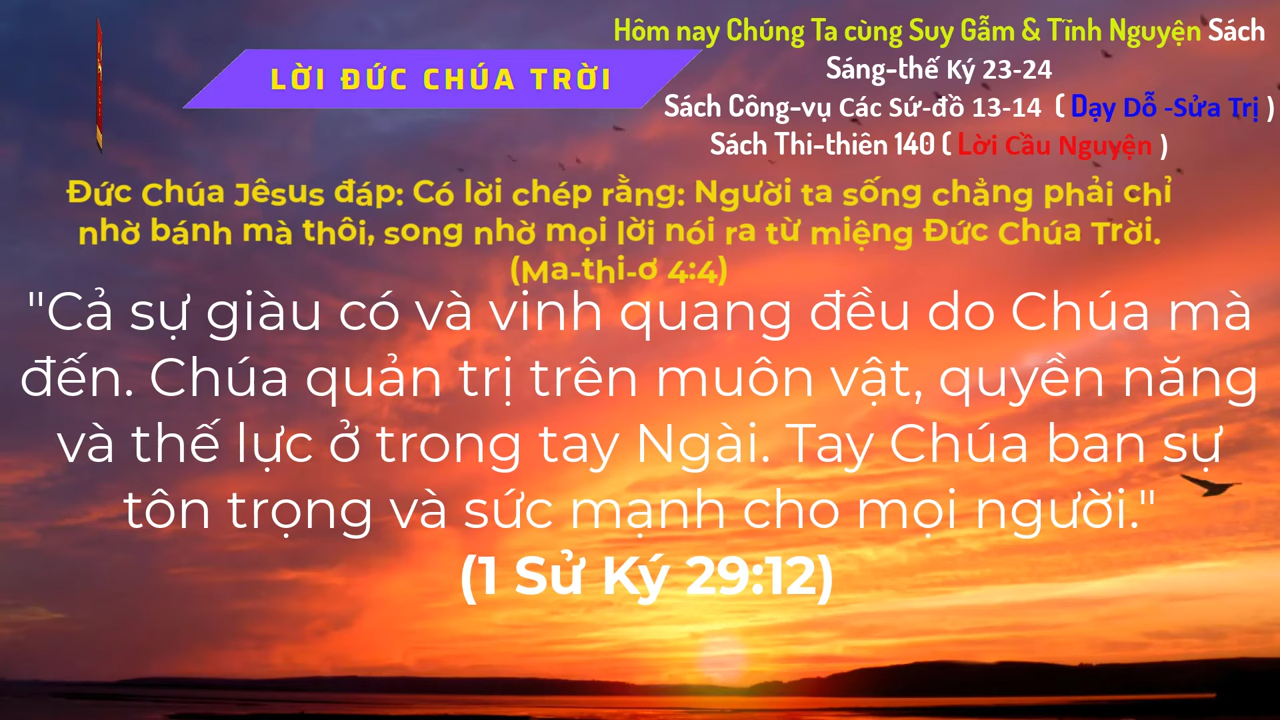 LỜI ĐỨC CHÚA TRỜI
Hôm nay Chúng Ta cùng Suy Gẫm & Tĩnh Nguyện Sách
Sáng-thế Ký 23-24
Sách Công-vụ Các Sứ-đồ 13-14 ( Dạy Dỗ -Sửa Trị )
Sách Thi-thiên 140 ( Lời Cầu Nguyện )
Đức Chúa Jêsus đáp: Có lời chép rằng: Người ta sống chẳng phải chỉ
nhờ bánh mà thôi, song nhờ mọi lời nói ra từ miệng Đức Chúa Trời.
(Ma-thi-ơ 4:4)
"Cả sự giàu có và vinh quang đều do Chúa mà
đến. Chúa quản trị trên muôn vật, quyền năng
và thế lực ở trong tay Ngài. Tay Chúa ban sự
tôn trọng và sức mạnh cho mọi người."
(1 Sử Ký 29:12)